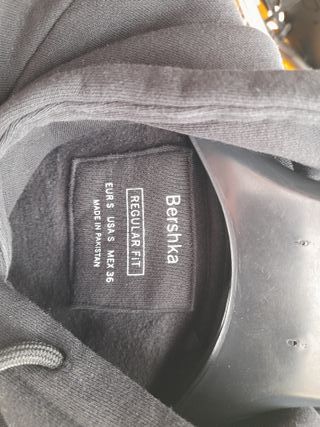 Bershka
REGULAR FIT
EUR S USA S MEX 36
MADE IN PAKISTAN